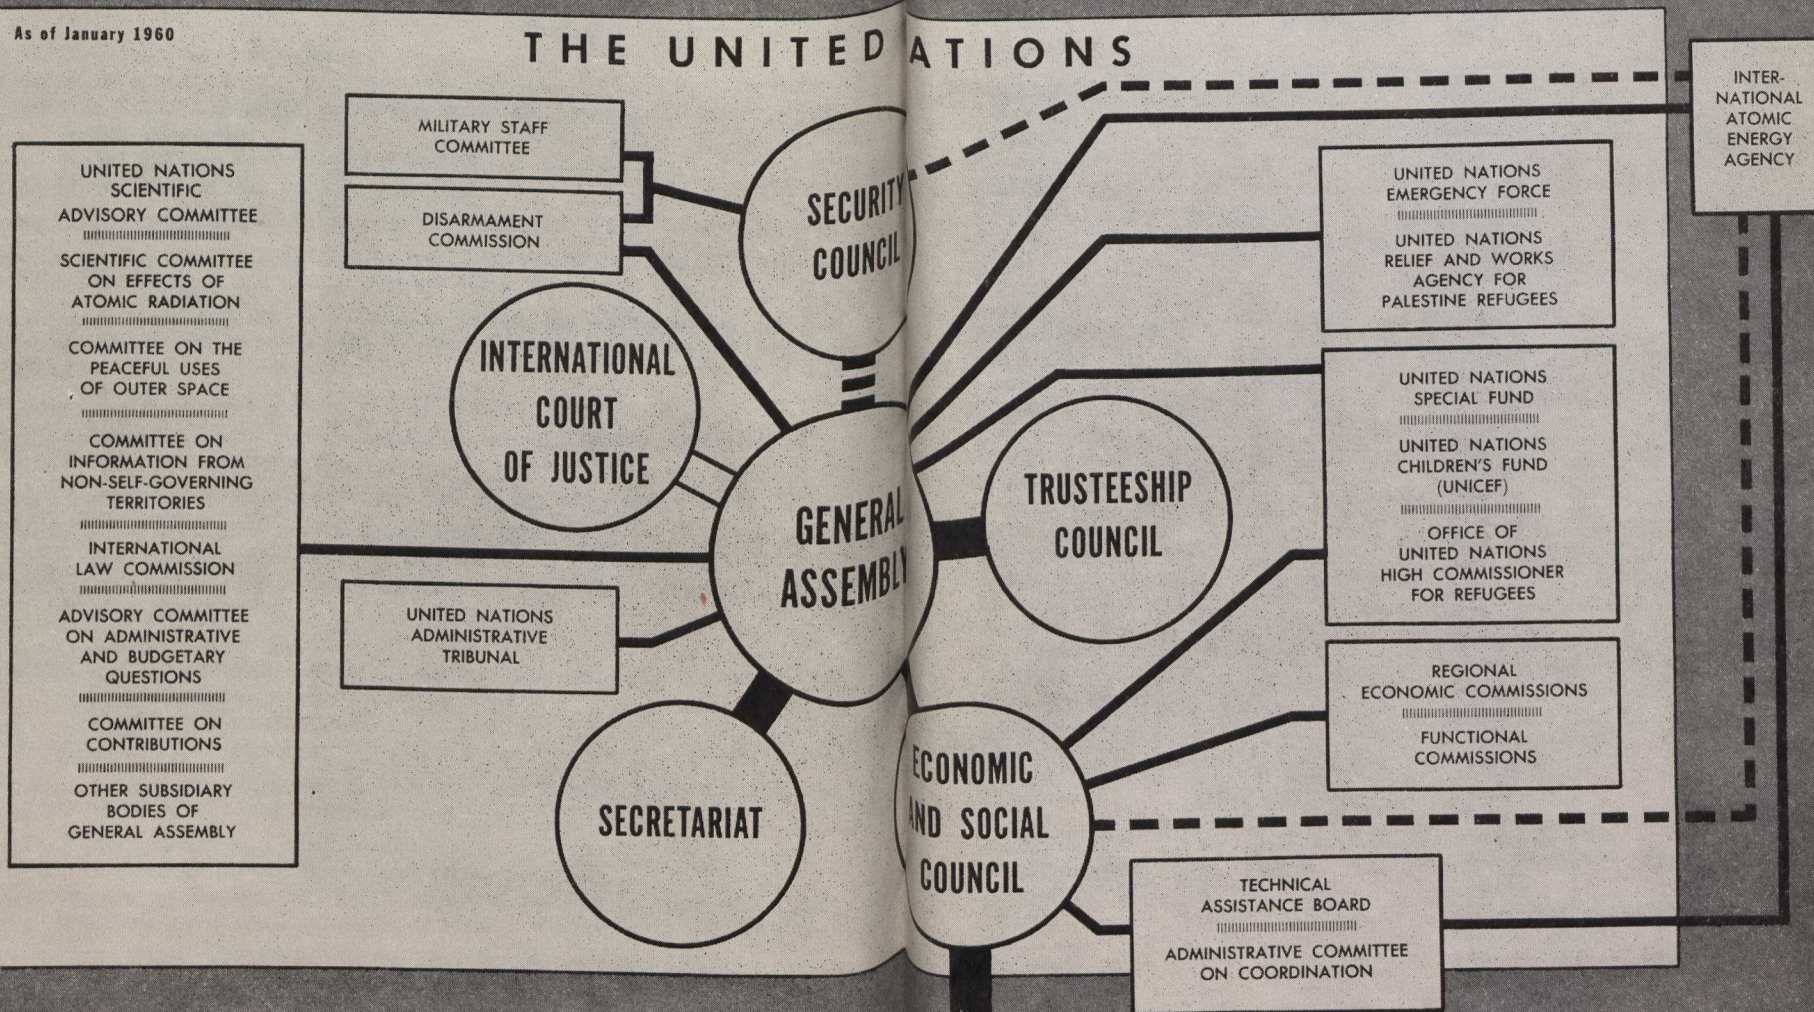 As of January 1960
THE UNITED ATIONS
UNITED NATIONS
SCIENTIFIC
ADVISORY COMMITTEE
SCIENTIFIC COMMITTEE
ON EFFECTS OF
ATOMIC RADIATION
COMMITTEE ON THE
PEACEFUL USES
OF OUTER SPACE
COMMITTEE ON
INFORMATION FROM
NON-SELF-GOVERNING
TERRITORIES
INTERNATIONAL
LAW COMMISSION
ADVISORY COMMITTEE
ON ADMINISTRATIVE
AND BUDGETARY
QUESTIONS
COMMITTEE ON
CONTRIBUTIONS
OTHER SUBSIDIARY
BODIES OF
GENERAL ASSEMBLY
MILITARY STAFF
COMMITTEE
DISARMAMENT
COMMISSION
INTERNATIONAL
COURT
OF JUSTICE
UNITED NATIONS
ADMINISTRATIVE
TRIBUNAL
SECRETARIAT
SECURITY
COUNCIL
GENERAL
ASSEMBLY
TRUSTEESHIP
COUNCIL
ECONOMIC
AND SOCIAL
COUNCIL
INTER-
NATIONAL
ATOMIC
ENERGY
AGENCY
UNITED NATIONS
EMERGENCY FORCE
UNITED NATIONS
RELIEF AND WORKS
AGENCY FOR
PALESTINE REFUGEES
UNITED NATIONS
SPECIAL FUND
UNITED NATIONS
CHILDREN'S FUND
(UNICEF)
OFFICE OF
UNITED NATIONS
HIGH COMMISSIONER
FOR REFUGEES
REGIONAL
ECONOMIC COMMISSIONS
FUNCTIONAL
COMMISSIONS
TECHNICAL
ASSISTANCE BOARD
ADMINISTRATIVE COMMITTEE
ON COORDINATION